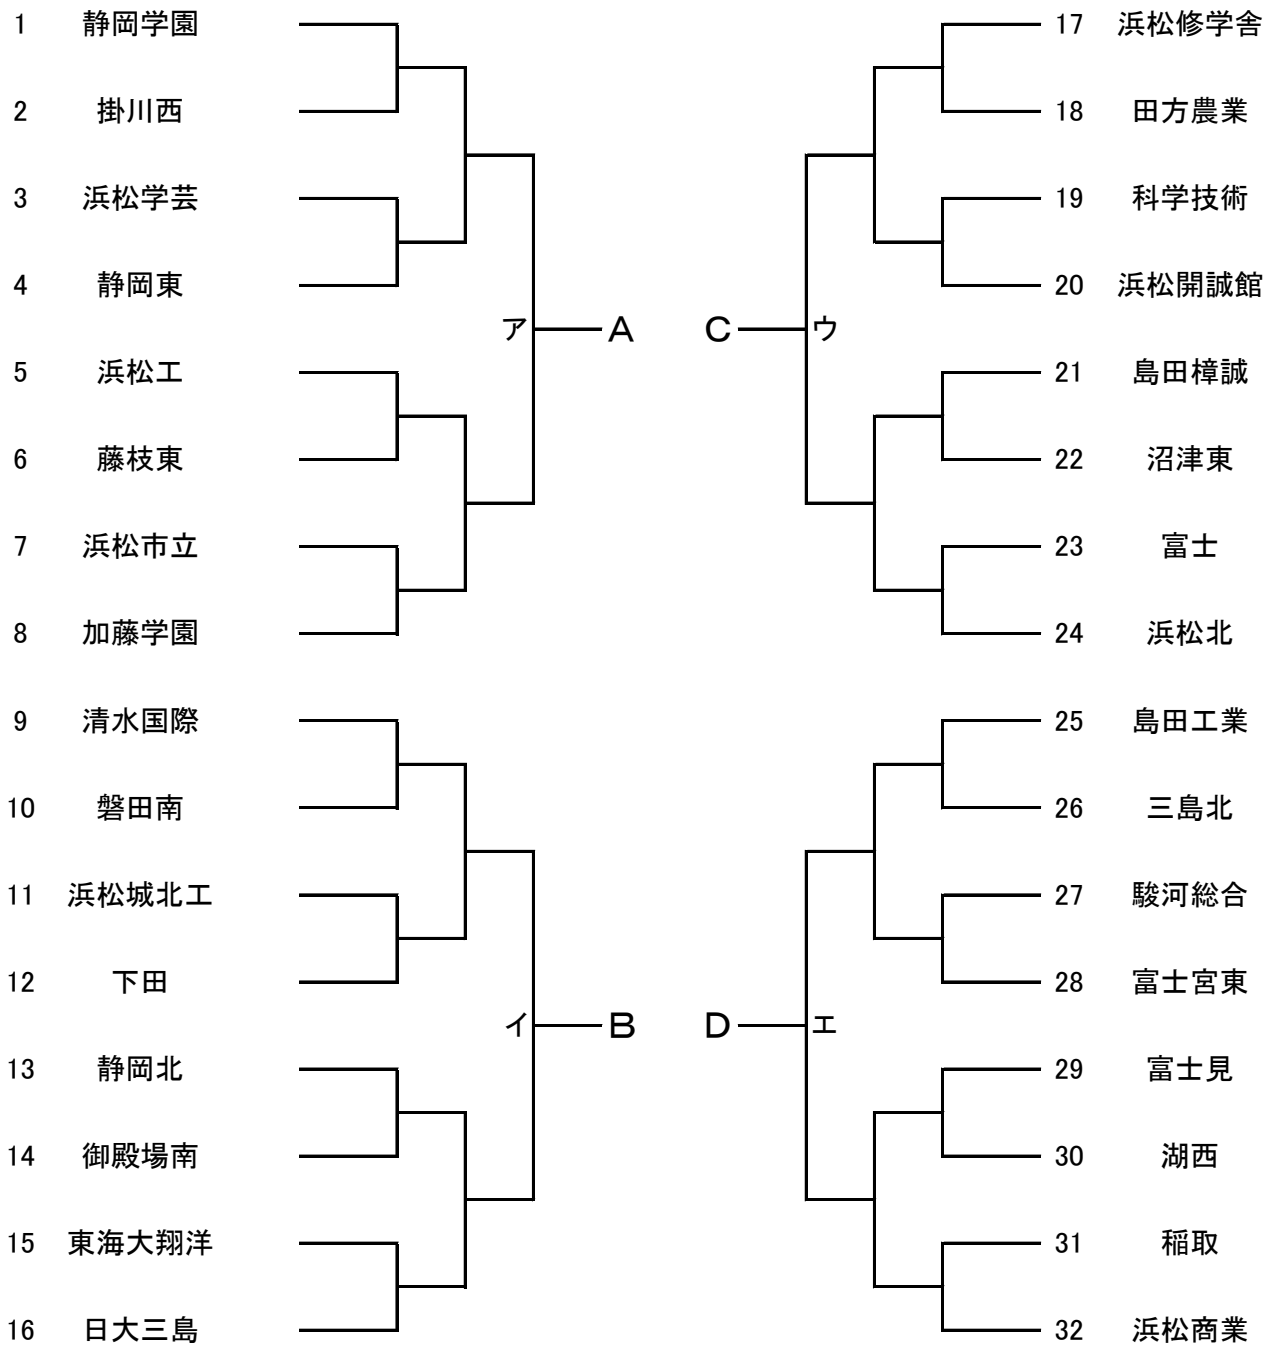 1 静岡学園
2 掛川西
3 浜松学芸
4 静岡東
ア A
5 浜松工
6 藤枝東
7 浜松市立
8 加藤学園
9 清水国際
10 磐田南
11 浜松城北工
12 下田
イ B
13 静岡北
14 御殿場南
15 東海大翔洋
16 日大三島
17 浜松修学舎
18 田方農業
19 科学技術
20 浜松開誠館
C ウ
21 島田樟誠
22 沼津東
23 富士
24 浜松北
25 島田工業
26 三島北
27 駿河総合
28 富士宮東
D エ
29 富士見
30 湖西
31 稲取
32 浜松商業